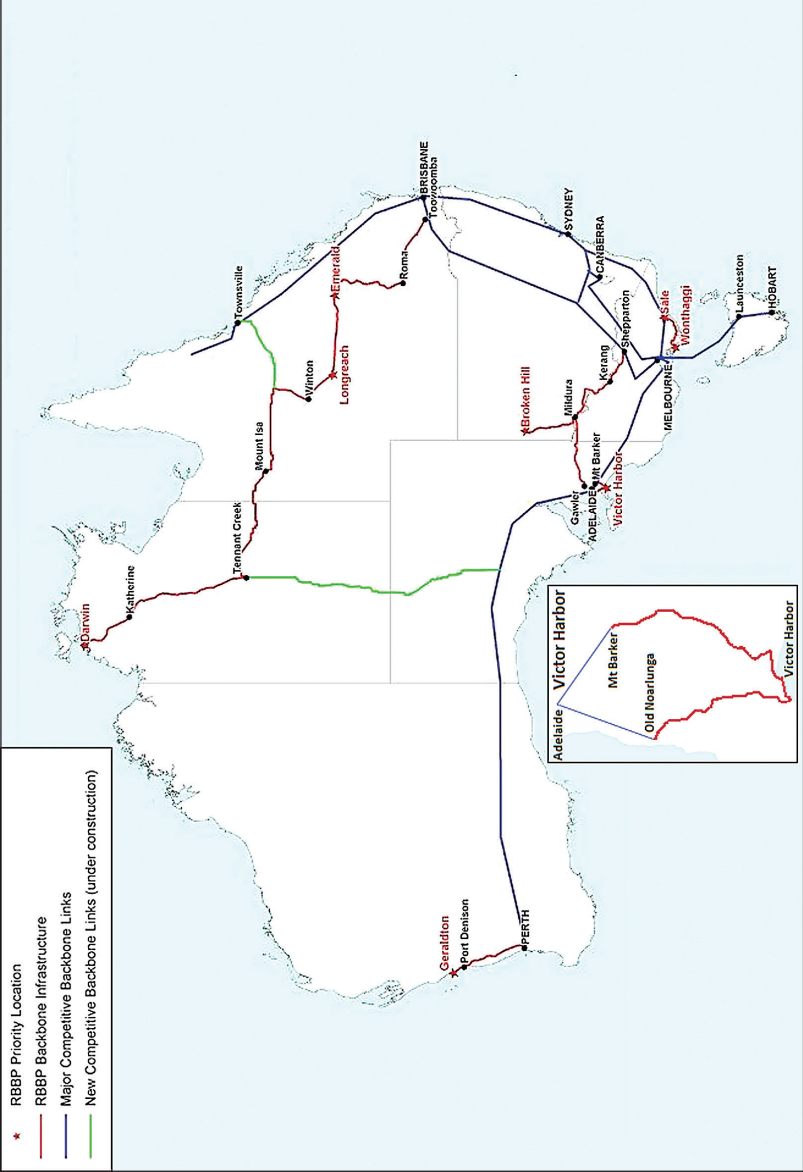 RBBP Priority Location
RBBP Backbone Infrastructure
Major Competitive Backbone Links
New Competitive Backbone Links (under construction)
Darwin
Katherine
Tennant Creek
Mount Isa
Townsville
Winton
Longreach
Emerald
Roma
BRISBANE
Toowoomba
Geraldton
Port Denison
PERTH
Broken Hill
Mildura
Gawler
ADELAIDE
Mt Barker
Victor Harbor
Kerang
Shepparton
SYDNEY
CANBERRA
MELBOURNE
Sale
Wonthaggi
Launceston
HOBART
Victor Harbor
Adelaide
Mt Barker
Old Noarlunga
Victor Harbor